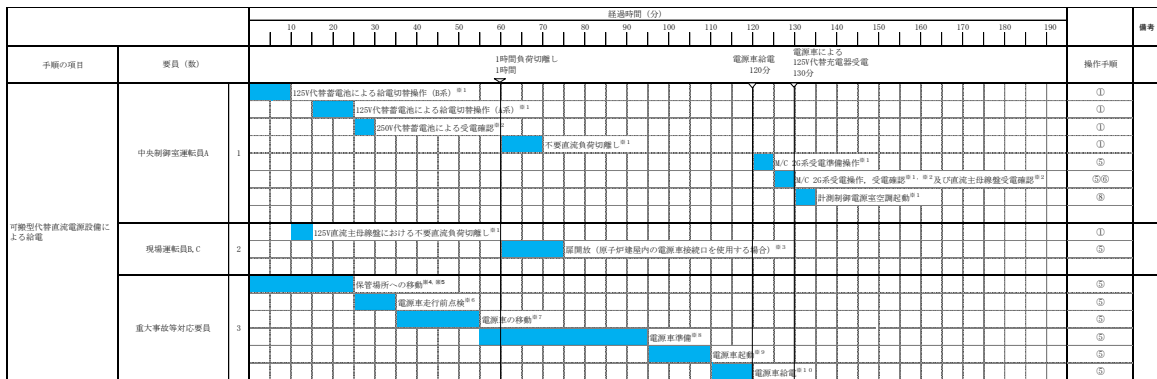 経過時間（分）
備考
10 20 30 40 50 60 70 80 90 100 110 120 130 140 150 160 170 180 190
手順の項目
要員（数）
1時間負荷切離し
1時間
電源車給電
120分
電源車による
125V代替充電器受電
130分
操作手順
可搬型代替直流電源設備に
よる給電
中央制御室運転員A
1
125V代替蓄電池による給電切替操作（B系）※1
①
125V代替蓄電池による給電切替操作（A系）※1
①
250V代替蓄電池による受電確認※2
①
不要直流負荷切離し※1
①
M/C 2G系受電準備操作※1
⑤
M/C 2G系受電操作，受電確認※1，※2及び直流主母線盤受電確認※2
⑤⑥
計測制御電源室空調起動※1
⑧
現場運転員B,C
2
125V直流主母線盤における不要直流負荷切離し※1
①
扉開放（原子炉建屋内の電源車接続口を使用する場合）※3
⑤
重大事故等対応要員
3
保管場所への移動※4，※5
⑤
電源車走行前点検※6
⑤
電源車の移動※7
⑤
電源車準備※8
⑤
電源車起動※9
⑤
電源車給電※10
⑤